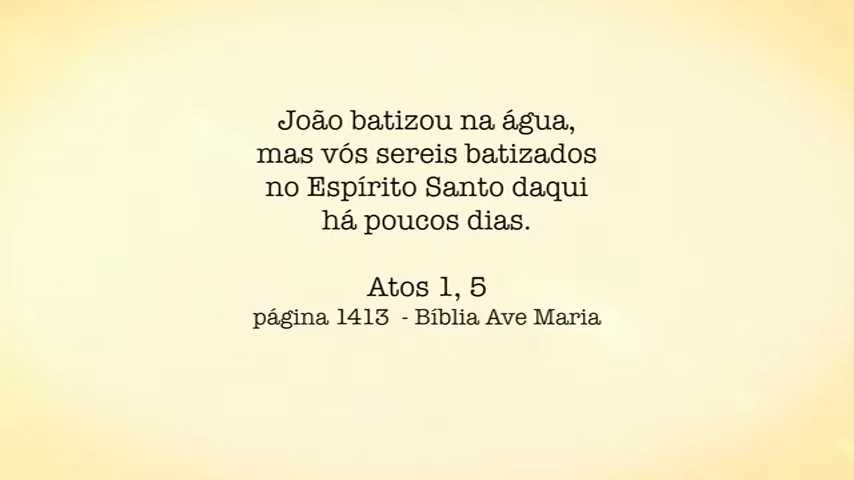 João batizou na água,
mas vós sereis batizados
no Espírito Santo daqui
há poucos dias.
Atos 1, 5
página 1413 - Bíblia Ave Maria